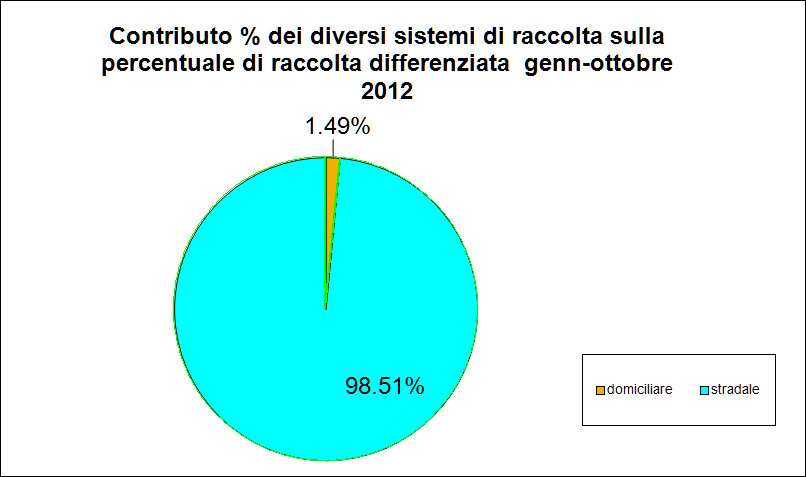 Contributo % dei diversi sistemi di raccolta sulla
percentuale di raccolta differenziata  genn-ottobre
2012
1.49%
98.51%
domiciliare stradale